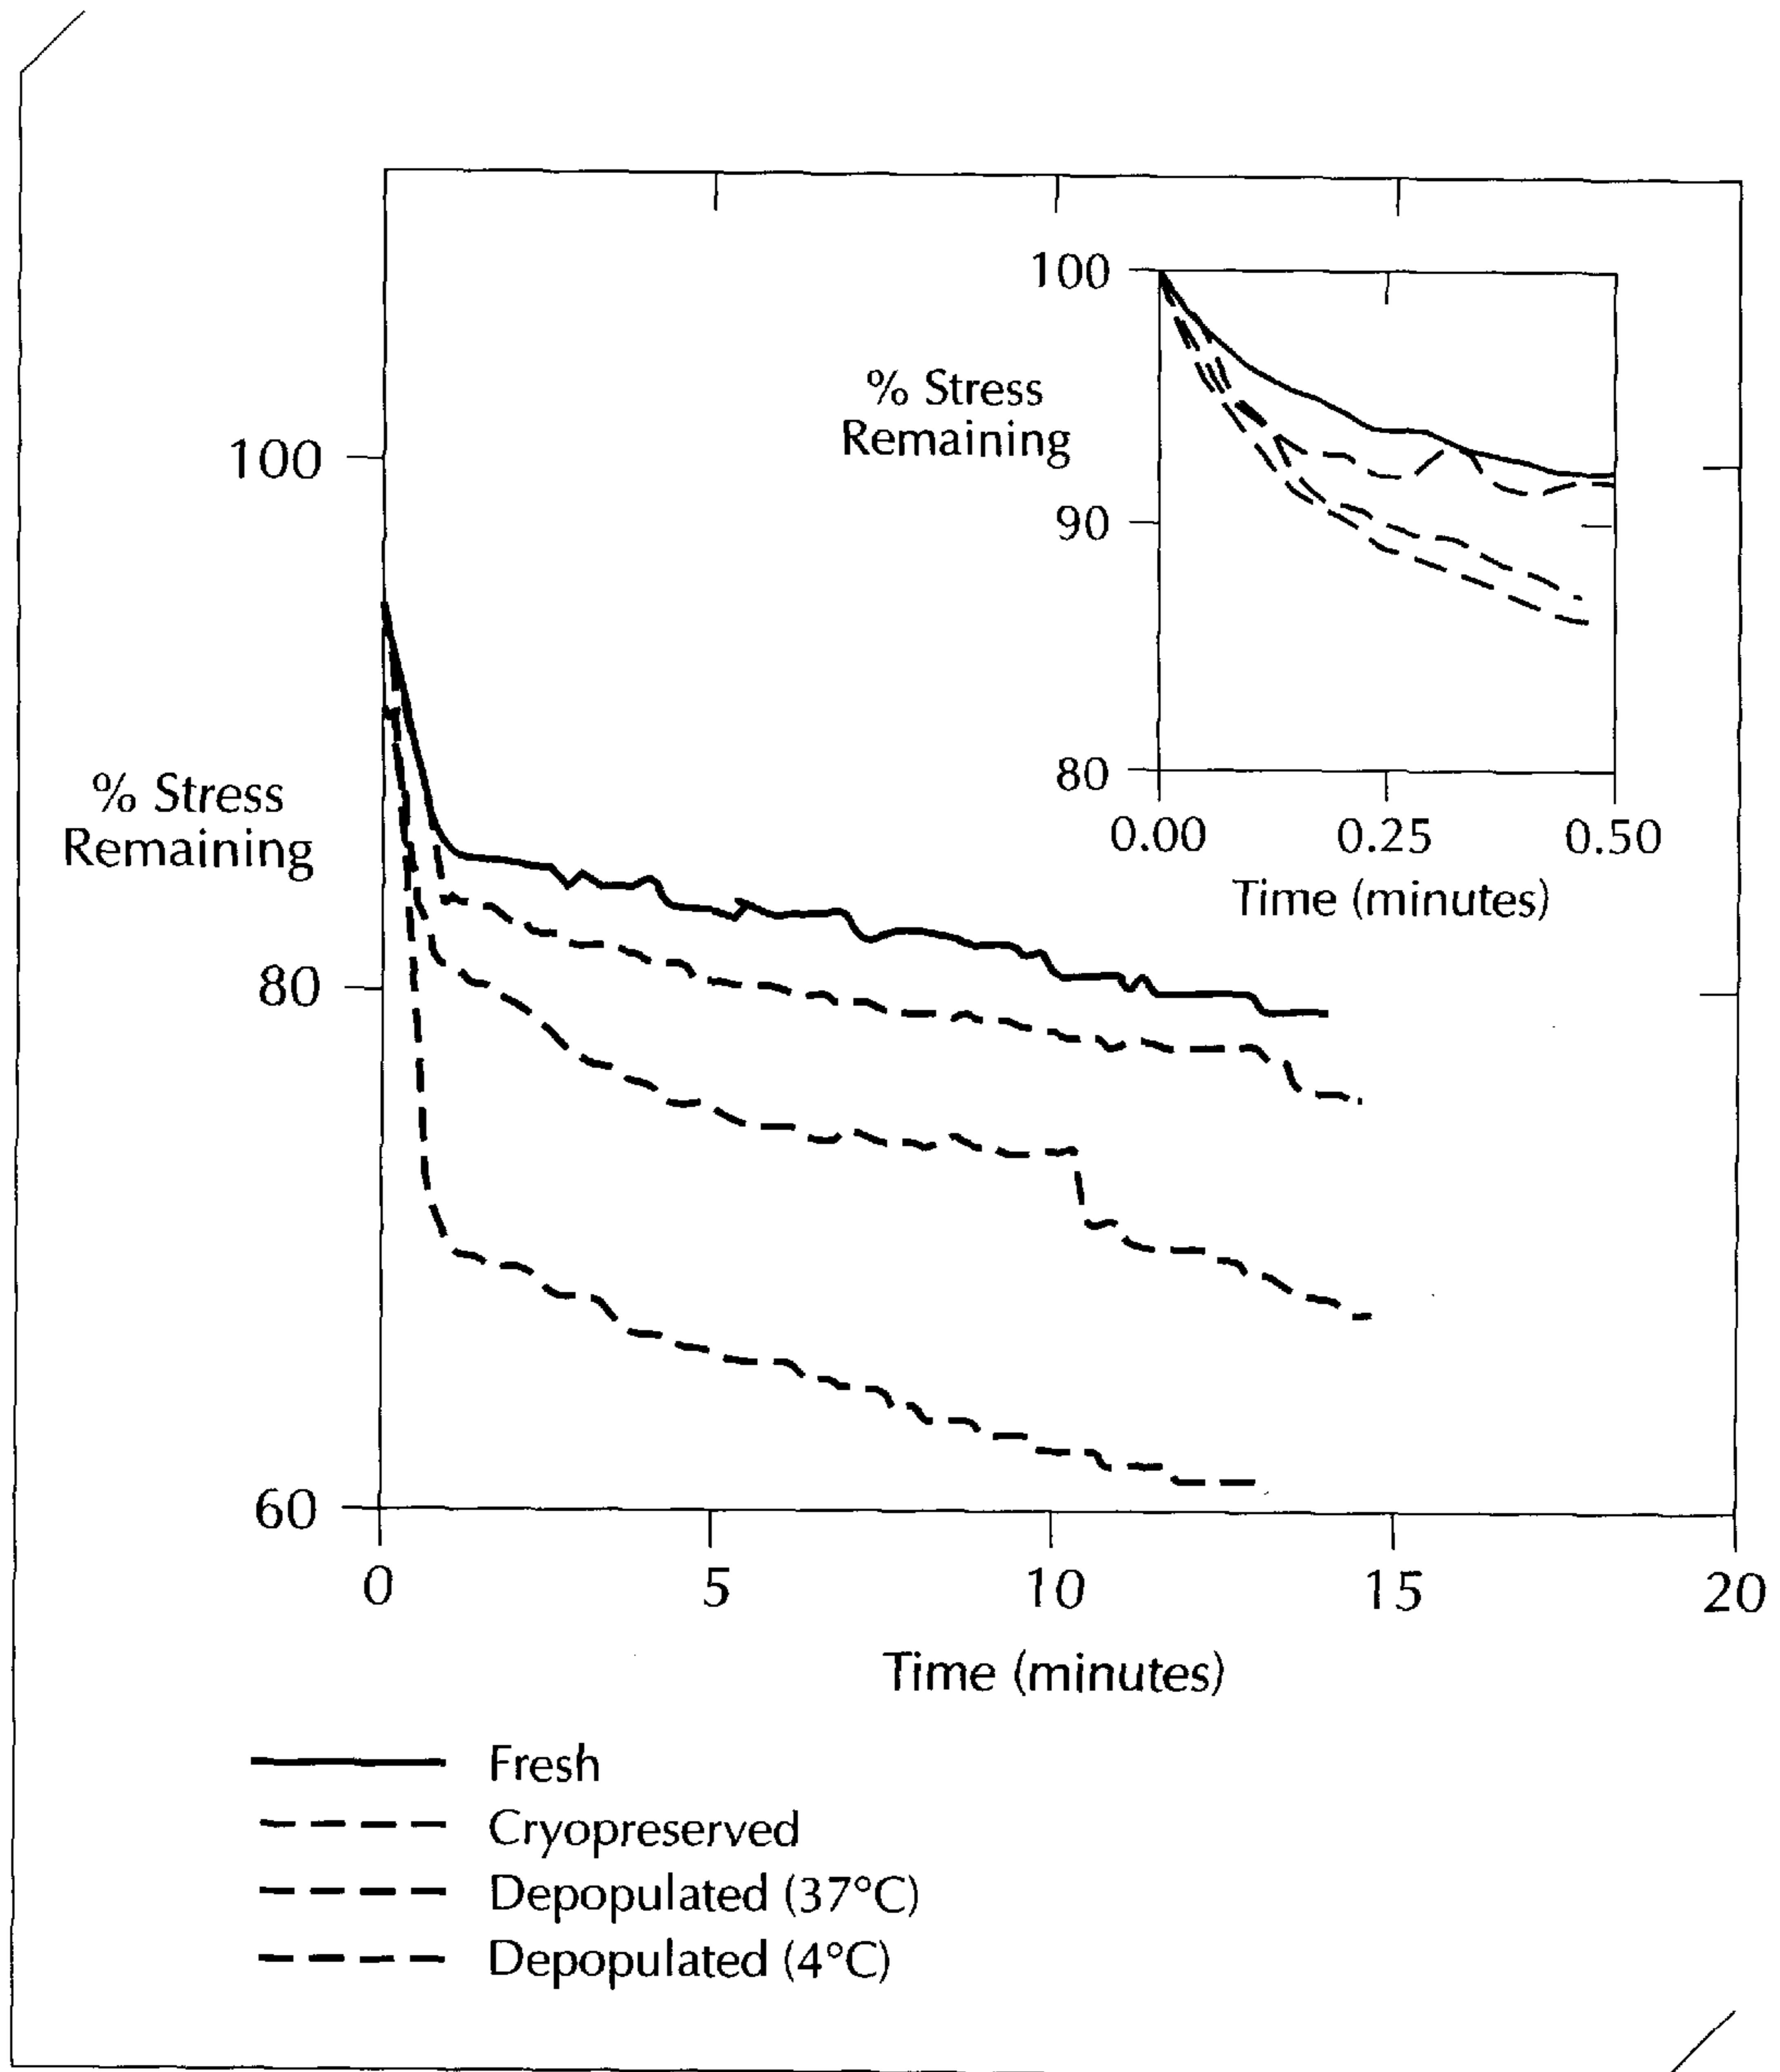 100
% Stress
Remaining
90
80
0.00 0.25 0.50
Time (minutes)
100
% Stress
Remaining
80
60
0 5 10 15 20
Time (minutes)
Fresh
Cryopreserved
Depopulated (37°C)
Depopulated (4°C)